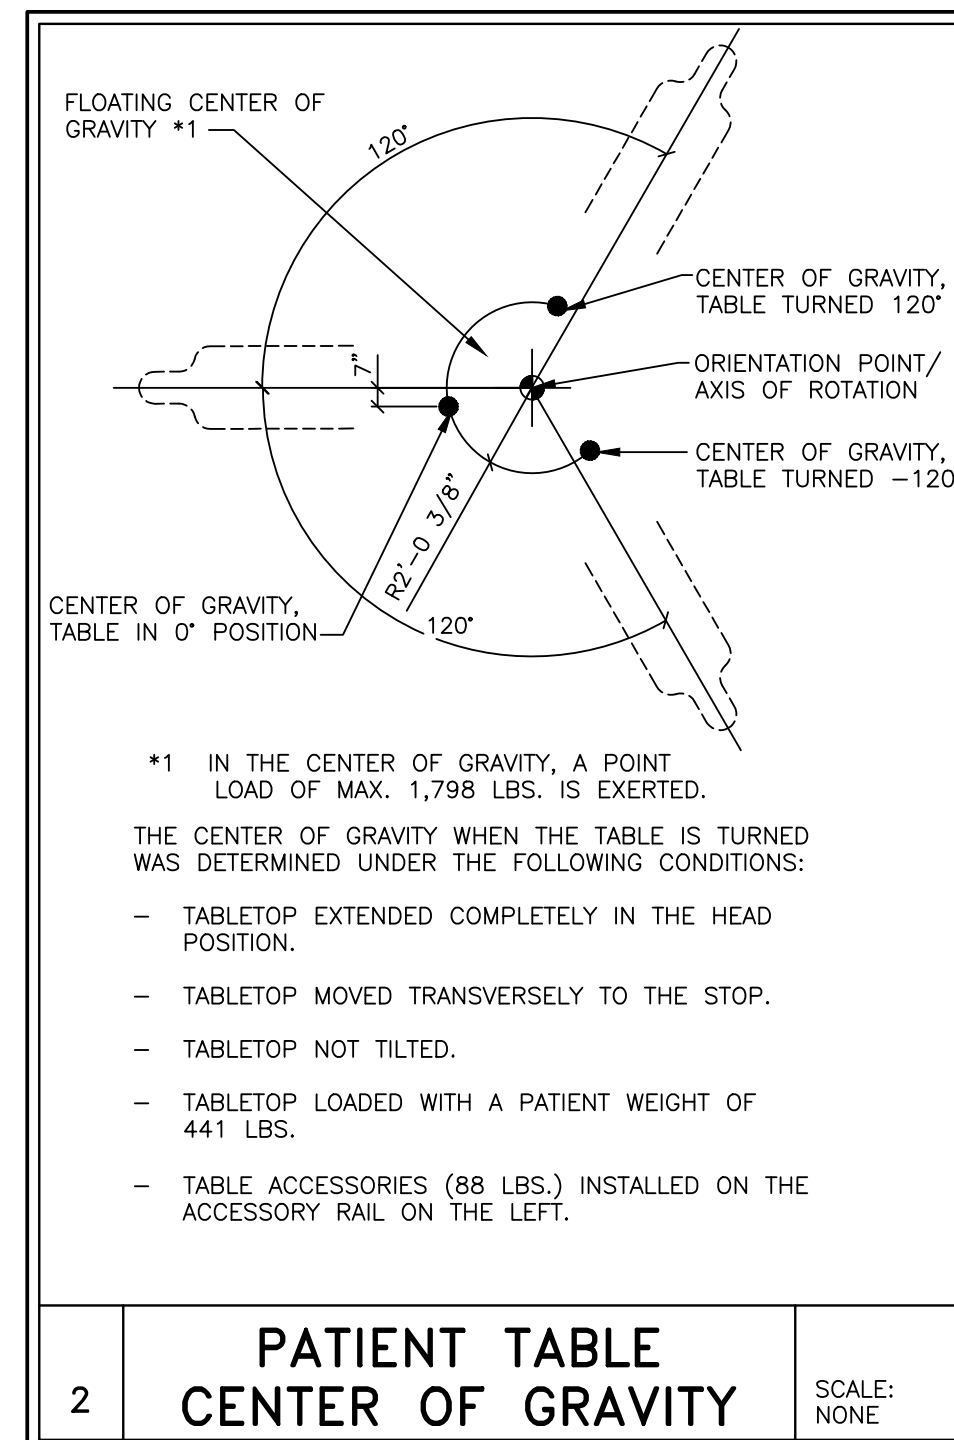 FLOATING CENTER OF
GRAVITY *1
120°
CENTER OF GRAVITY,
TABLE TURNED 120°
7"
ORIENTATION POINT/
AXIS OF ROTATION
CENTER OF GRAVITY,
TABLE TURNED –120
R2'–0 3/8"
CENTER OF GRAVITY,
TABLE IN 0° POSITION
120°
*1 IN THE CENTER OF GRAVITY, A POINT
LOAD OF MAX. 1,798 LBS. IS EXERTED.
THE CENTER OF GRAVITY WHEN THE TABLE IS TURNED
WAS DETERMINED UNDER THE FOLLOWING CONDITIONS:
– TABLETOP EXTENDED COMPLETELY IN THE HEAD
POSITION.
– TABLETOP MOVED TRANSVERSELY TO THE STOP.
– TABLETOP NOT TILTED.
– TABLETOP LOADED WITH A PATIENT WEIGHT OF
441 LBS.
– TABLE ACCESSORIES (88 LBS.) INSTALLED ON THE
ACCESSORY RAIL ON THE LEFT.
2
PATIENT TABLE
CENTER OF GRAVITY
SCALE:
NONE